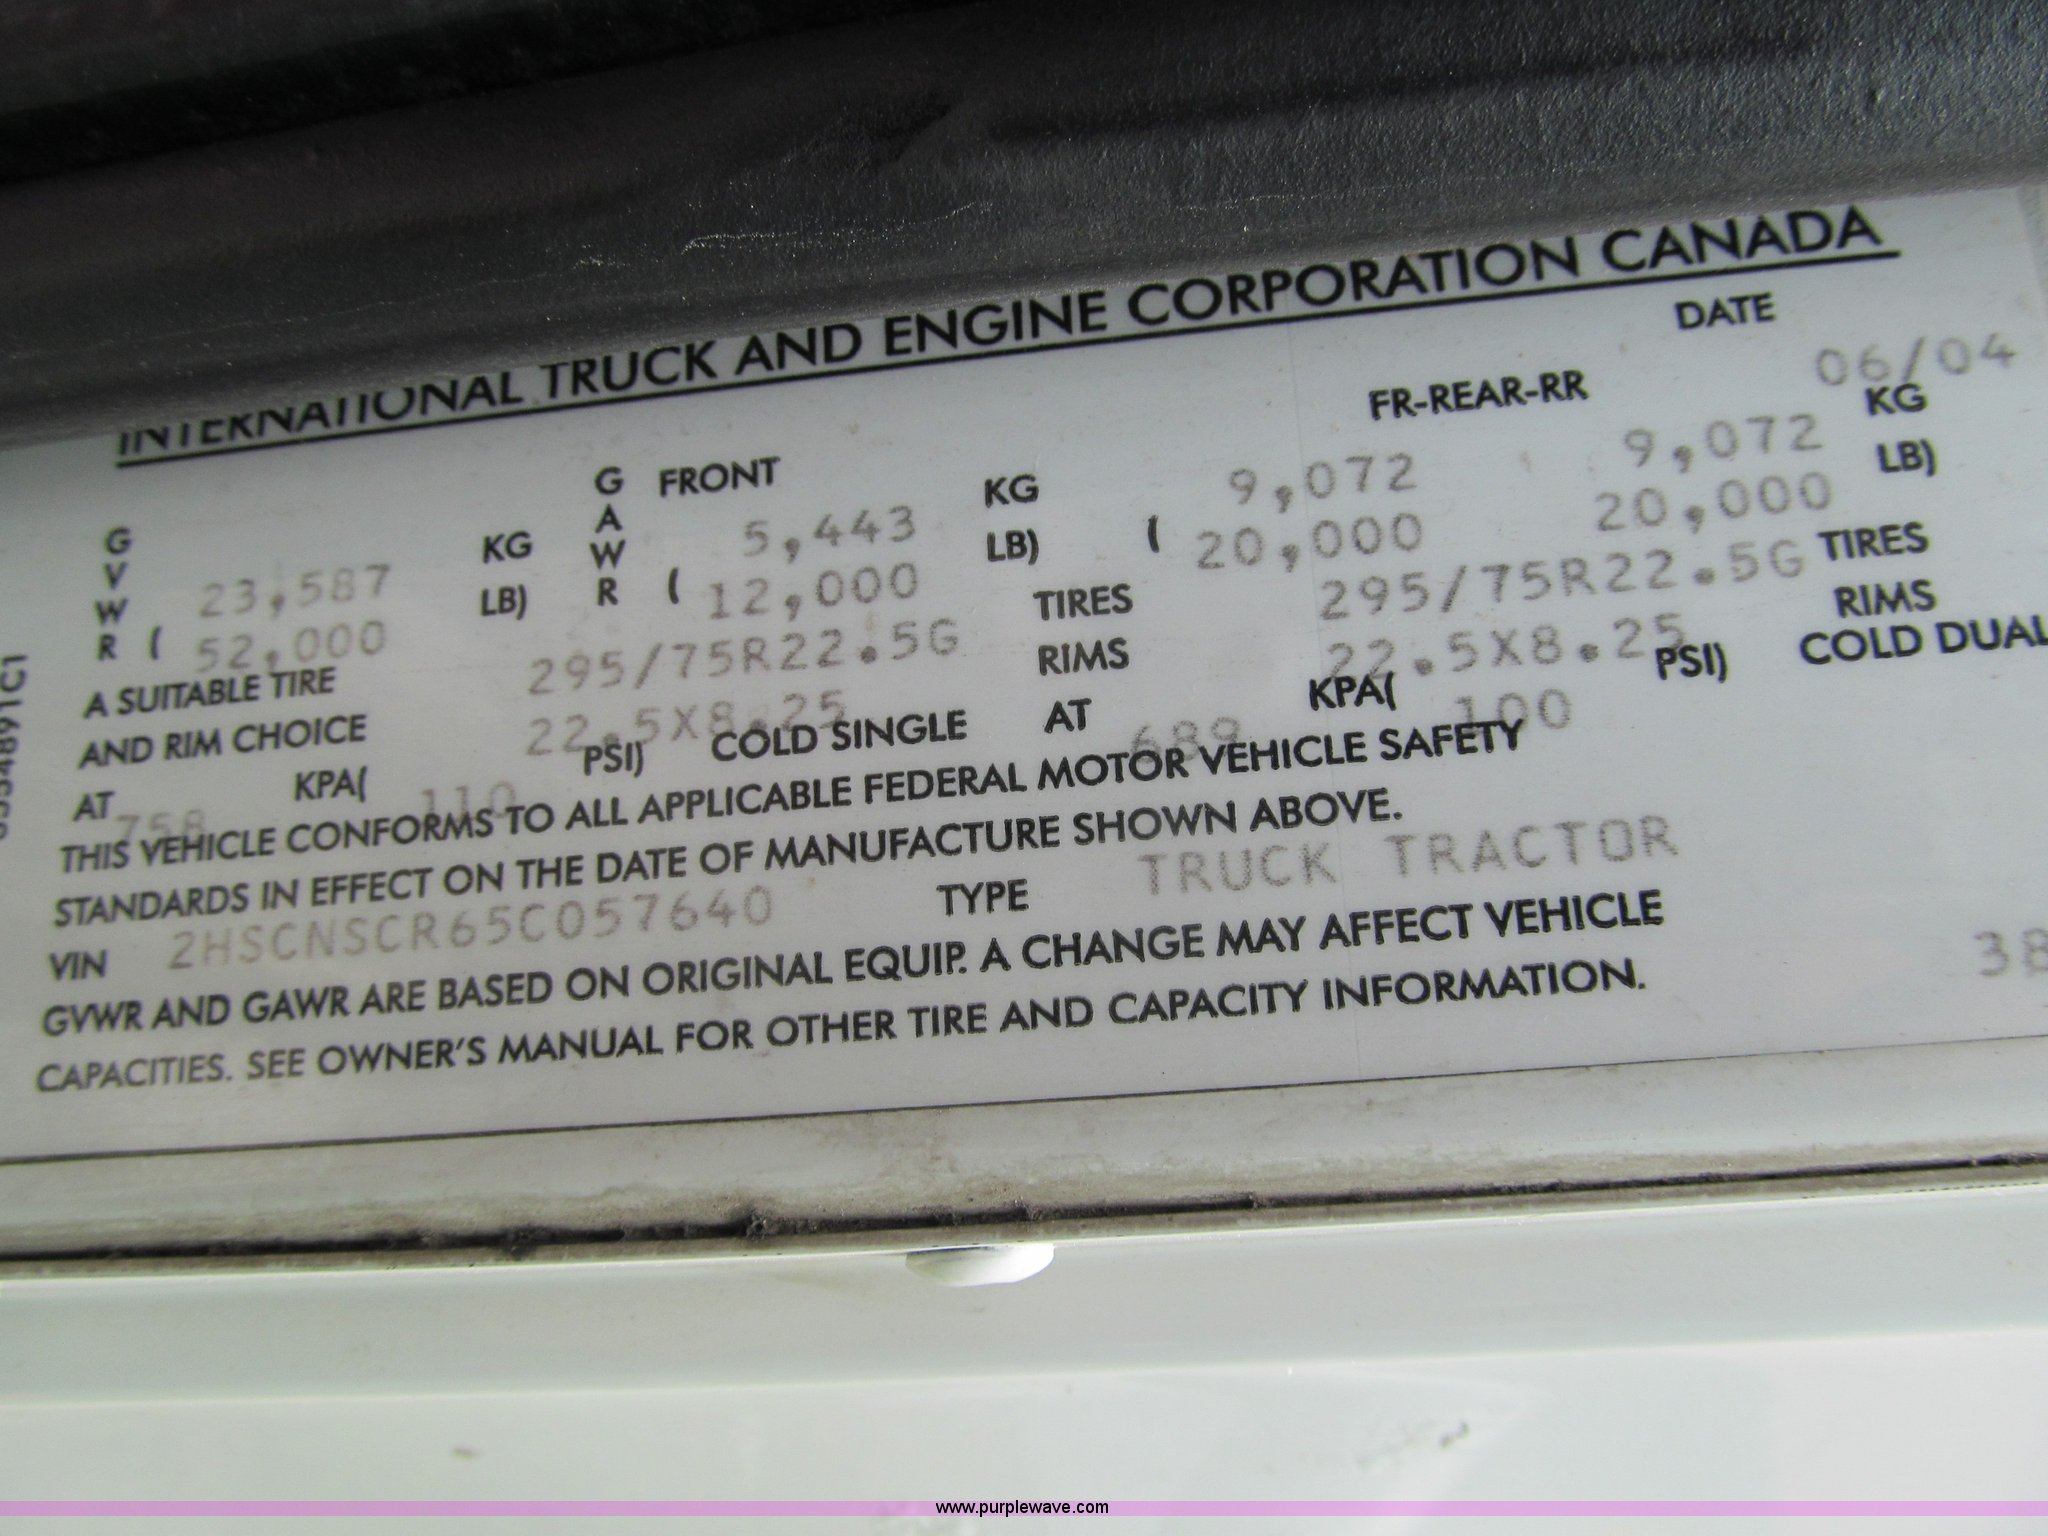 INTERNATIONAL TRUCK AND ENGINE CORPORATION CANADA
DATE
06/04
GVWR 23,587 KG
( 52,000 LB)
GAWR FRONT 5,443 KG
( 12,000 LB)
FR-REAR-RR
9,072 9,072 KG
( 20,000 20,000 LB)
A SUITABLE TIRE 295/75R22.5G TIRES 295/75R22.5G TIRES
AND RIM CHOICE 22.5X8.25 RIMS 22.5X8.25 RIMS
AT 758 KPA( 110 PSI) COLD SINGLE AT 689 KPA( 100 PSI) COLD DUAL
THIS VEHICLE CONFORMS TO ALL APPLICABLE FEDERAL MOTOR VEHICLE SAFETY
STANDARDS IN EFFECT ON THE DATE OF MANUFACTURE SHOWN ABOVE.
VIN 2HSCNSCR65C057640 TYPE TRUCK TRACTOR
GVWR AND GAWR ARE BASED ON ORIGINAL EQUIP. A CHANGE MAY AFFECT VEHICLE
CAPACITIES. SEE OWNER'S MANUAL FOR OTHER TIRE AND CAPACITY INFORMATION.
38
www.purplewave.com